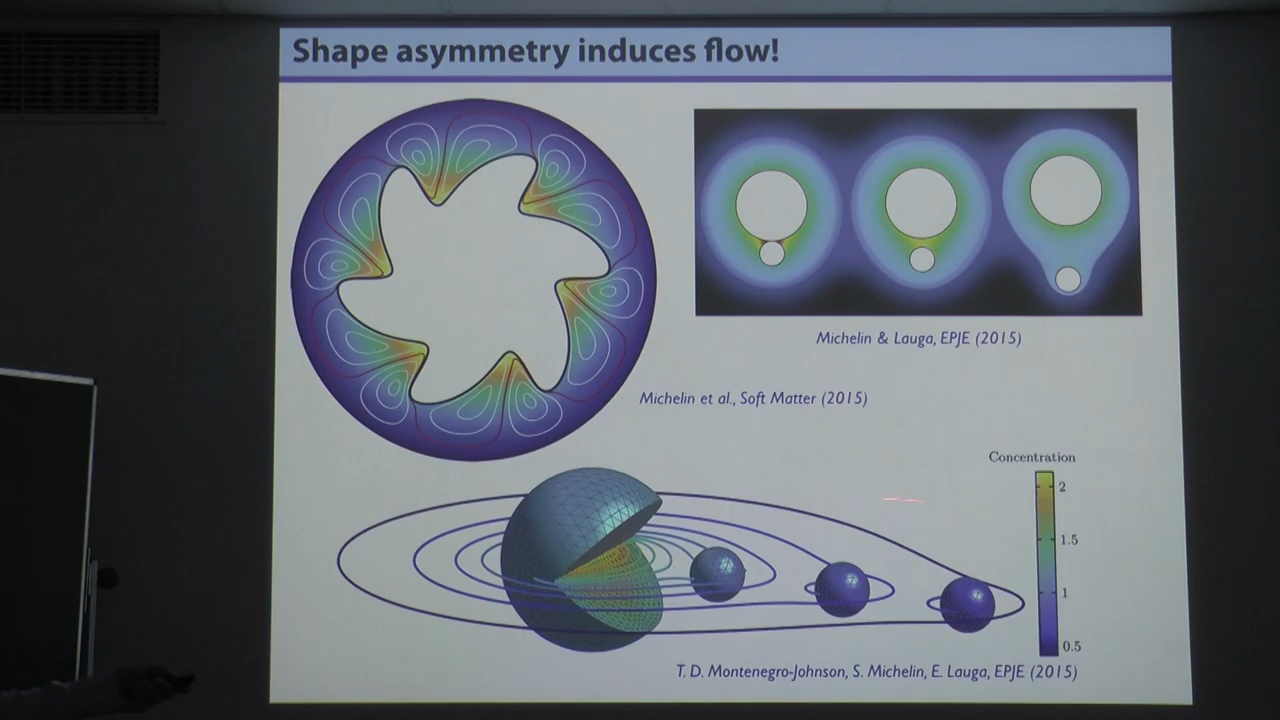 Shape asymmetry induces flow!
Michelin & Lauga, EPJE (2015)
Michelin et al., Soft Matter (2015)
Concentration
2
1.5
1
0.5
T. D. Montenegro-Johnson, S. Michelin, E. Lauga, EPJE (2015)